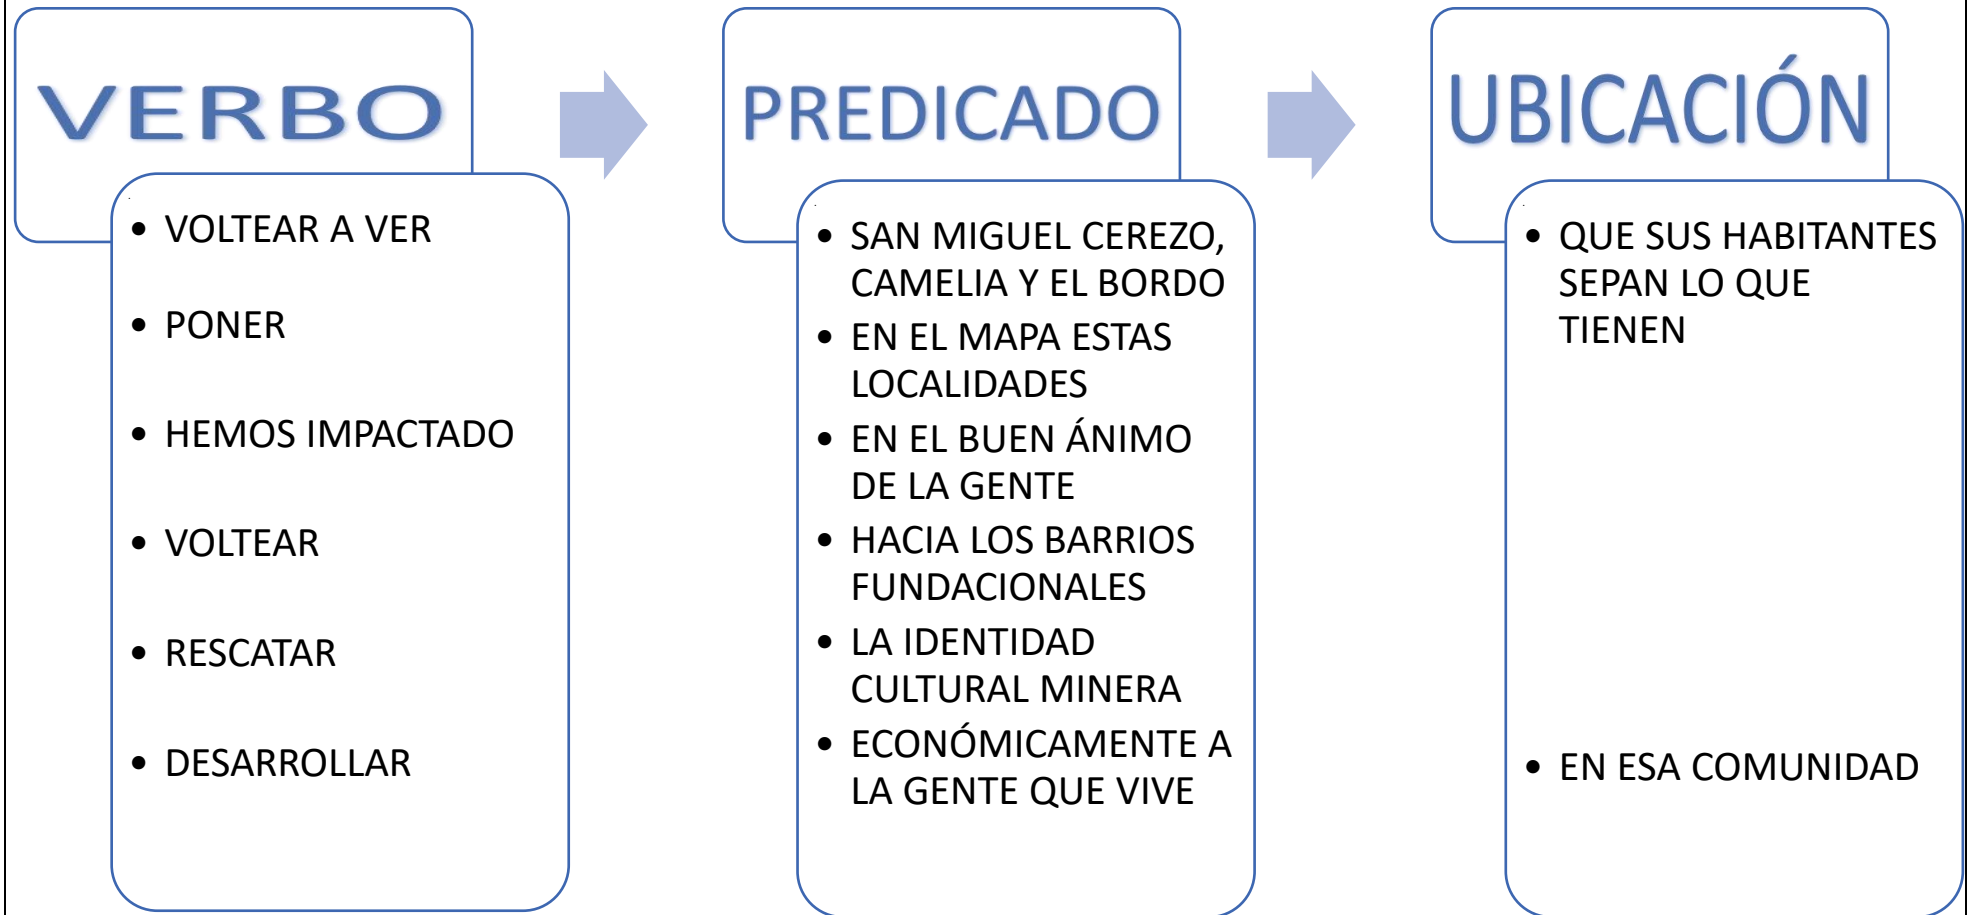 VERBO
• VOLTEAR A VER
• PONER
• HEMOS IMPACTADO
• VOLTEAR
• RESCATAR
• DESARROLLAR
PREDICADO
• SAN MIGUEL CEREZO,
CAMELIA Y EL BORDO
• EN EL MAPA ESTAS
LOCALIDADES
• EN EL BUEN ÁNIMO
DE LA GENTE
• HACIA LOS BARRIOS
FUNDACIONALES
• LA IDENTIDAD
CULTURAL MINERA
• ECONÓMICAMENTE A
LA GENTE QUE VIVE
UBICACIÓN
• QUE SUS HABITANTES
SEPAN LO QUE
TIENEN
• EN ESA COMUNIDAD